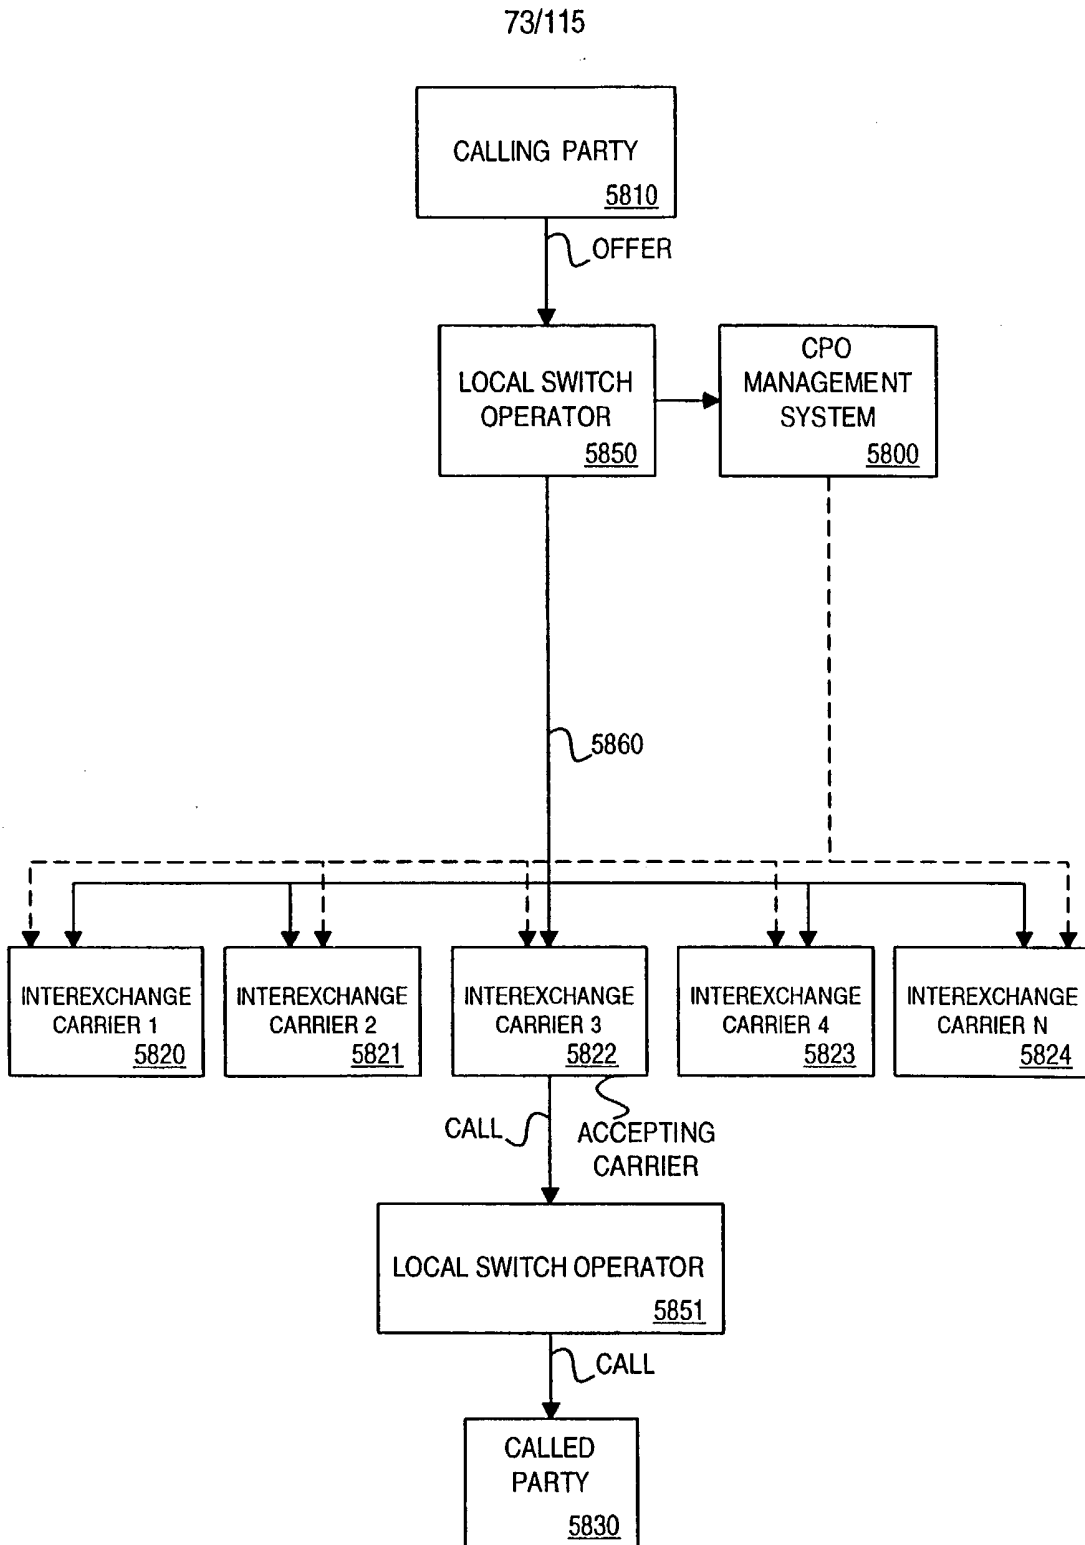 73/115
CALLING PARTY
5810
OFFER
LOCAL SWITCH
OPERATOR
5850
CPO
MANAGEMENT
SYSTEM
5800
5860
INTEREXCHANGE
CARRIER 1
5820
INTEREXCHANGE
CARRIER 2
5821
INTEREXCHANGE
CARRIER 3
5822
INTEREXCHANGE
CARRIER 4
5823
INTEREXCHANGE
CARRIER N
5824
CALL
ACCEPTING
CARRIER
LOCAL SWITCH OPERATOR
5851
CALL
CALLED
PARTY
5830